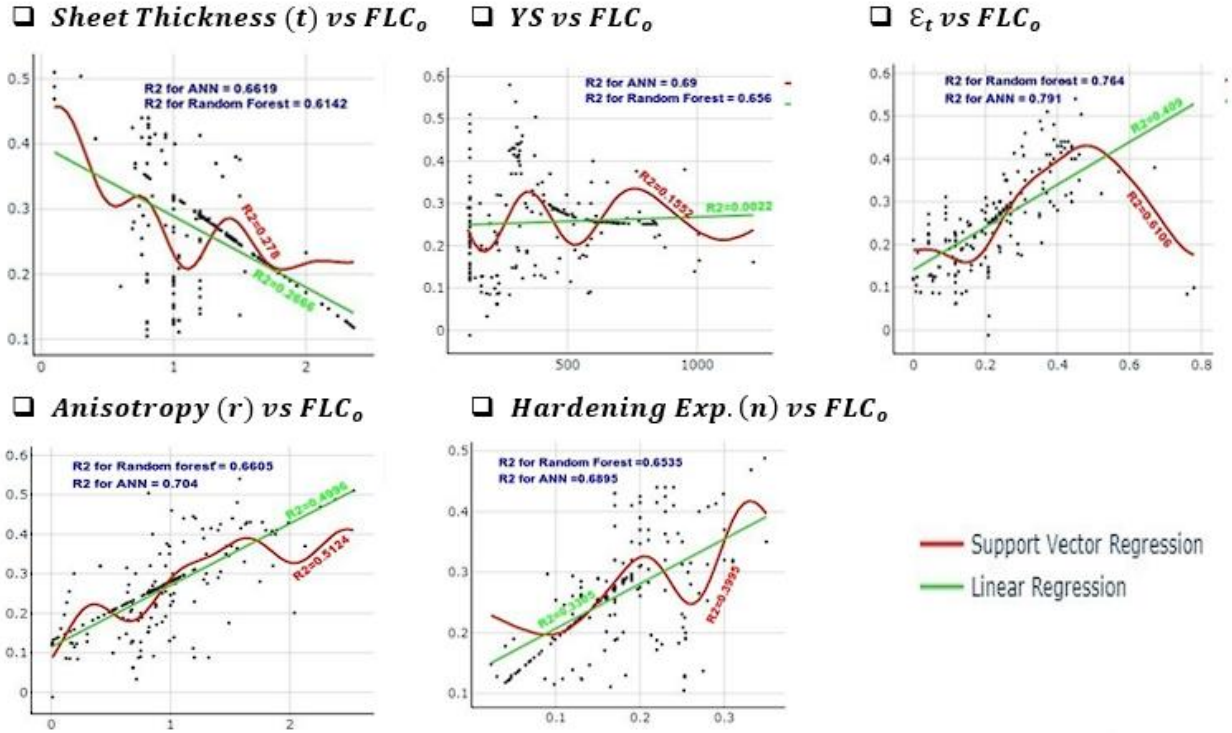 ❑ Sheet Thickness (t) vs FLCₒ
❑ YS vs FLCₒ
❑ Ɛₜ vs FLCₒ
R2 for ANN = 0.6619
R2 for Random Forest = 0.6142
R2=0.278
R2=0.2666
0.5
0.4
0.3
0.2
0.1
0
1
2
R2 for ANN = 0.69
R2 for Random Forest = 0.656
R2=0.1552
R2=0.0022
0.6
0.5
0.4
0.3
0.2
0.1
0
500
1000
R2 for Random forest = 0.764
R2 for ANN = 0.791
R2=0.409
R2=0.6106
0.6
0.5
0.4
0.3
0.2
0.1
0
0
0.2
0.4
0.6
0.8
❑ Anisotropy (r) vs FLCₒ
❑ Hardening Exp. (n) vs FLCₒ
R2 for Random forest = 0.6605
R2 for ANN = 0.704
R2=0.4996
R2=0.5124
0.6
0.5
0.4
0.3
0.2
0.1
0
0
1
2
R2 for Random Forest =0.6535
R2 for ANN =0.6895
R2=0.3995
0.5
0.4
0.3
0.2
0.1
0.1
0.2
0.3
Support Vector Regression
Linear Regression